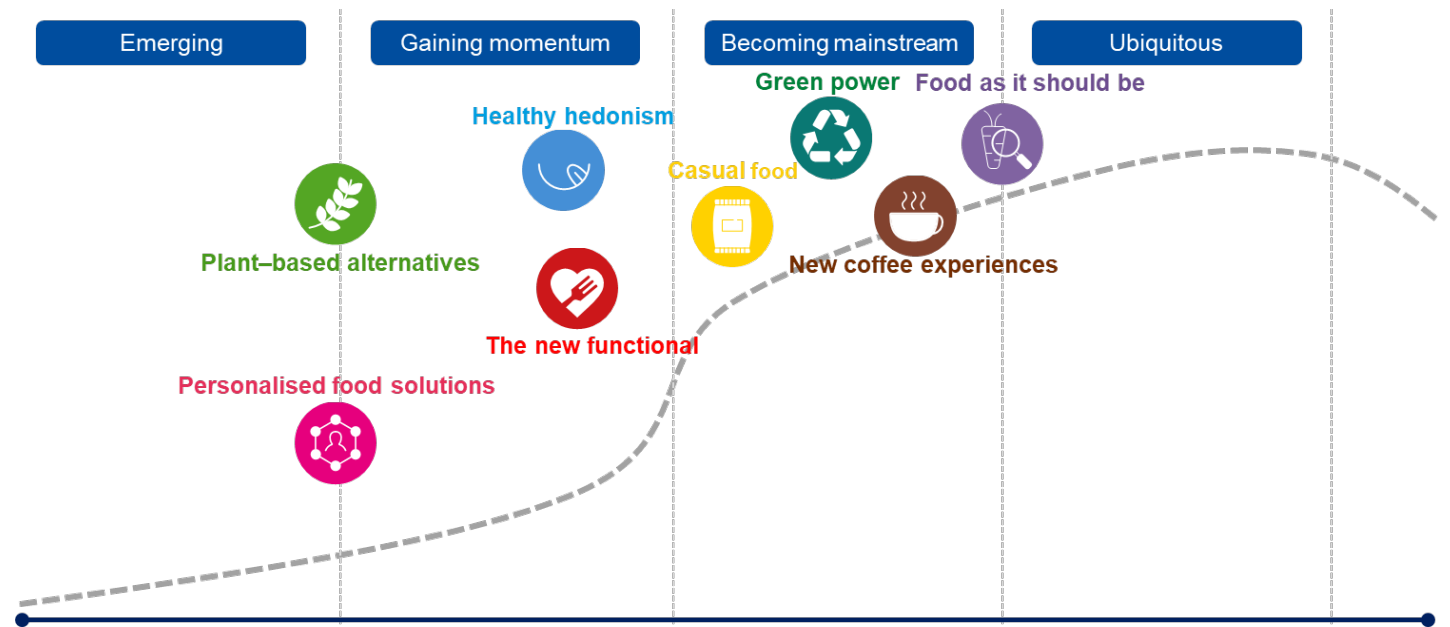 Emerging
Gaining momentum
Becoming mainstream
Ubiquitous
Green power
Food as it should be
Healthy hedonism
Casual food
Plant–based alternatives
New coffee experiences
The new functional
Personalised food solutions